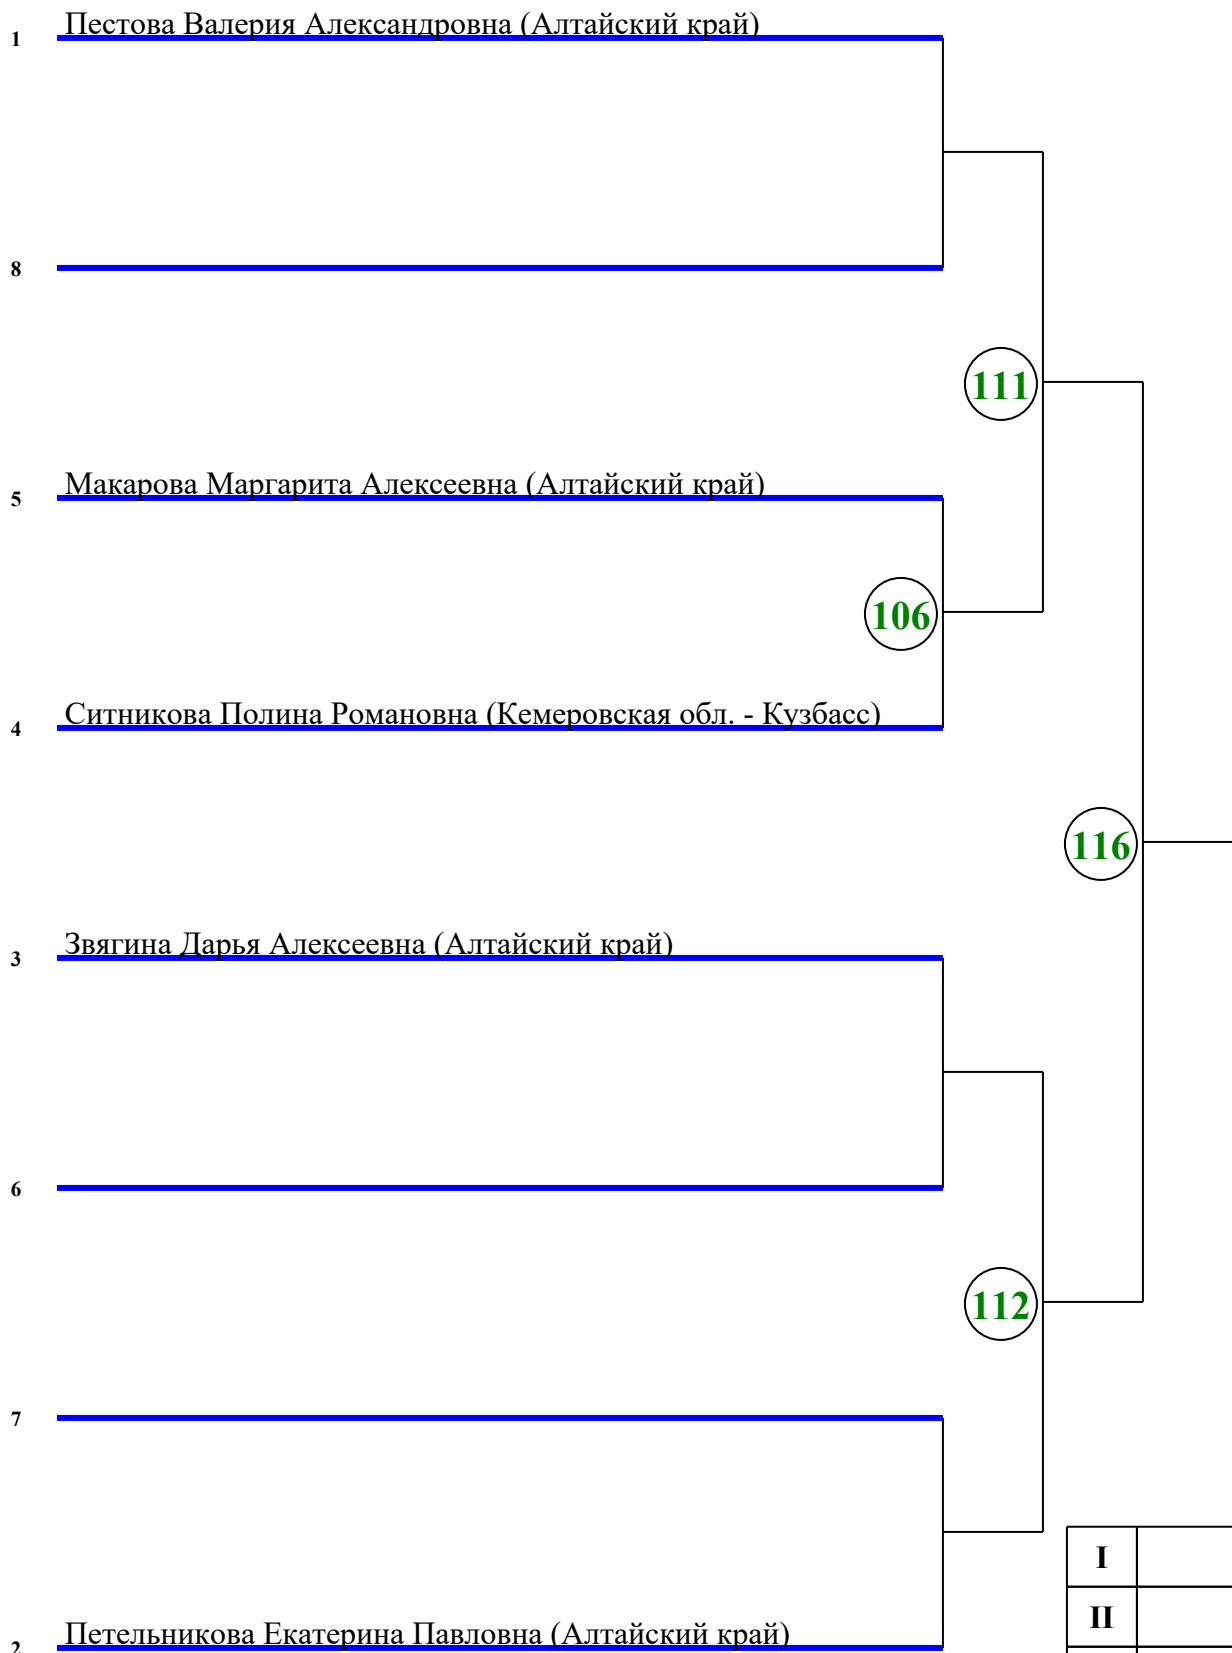 1 Пестова Валерия Александровна (Алтайский край)
8
111
5 Макарова Маргарита Алексеевна (Алтайский край)
106
4 Ситникова Полина Романовна (Кемеровская обл. - Кузбасс)
116
3 Звягина Дарья Алексеевна (Алтайский край)
6
112
7
I
II
2 Петельникова Екатерина Павловна (Алтайский край)